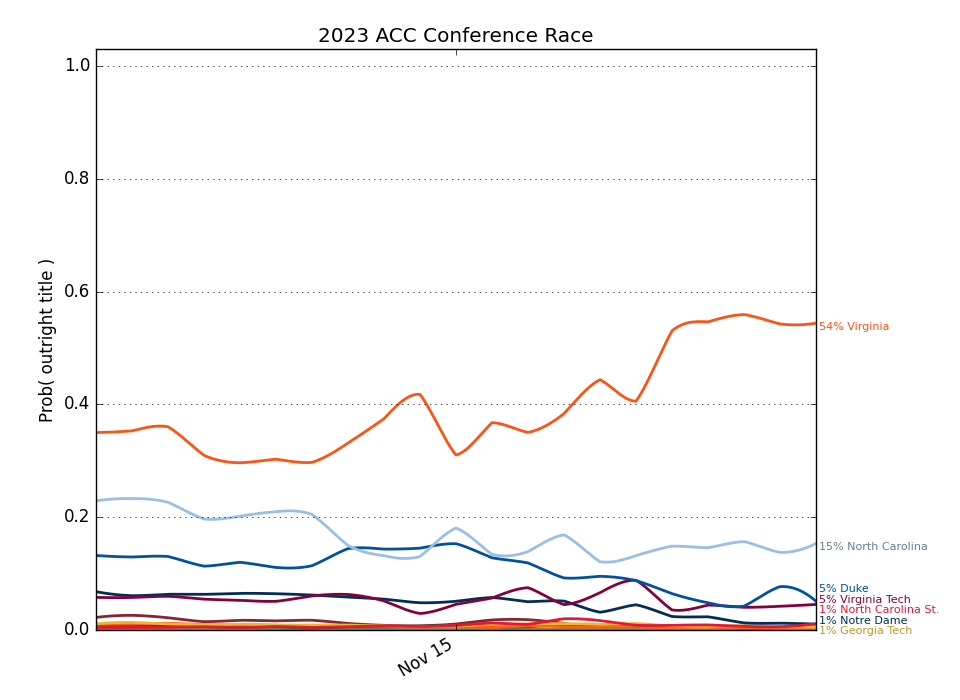 2023 ACC Conference Race
1.0
0.8
0.6
0.4
0.2
0.0
Prob( outright title )
Nov 15
54% Virginia
15% North Carolina
5% Duke
5% Virginia Tech
1% North Carolina St.
1% Notre Dame
1% Georgia Tech